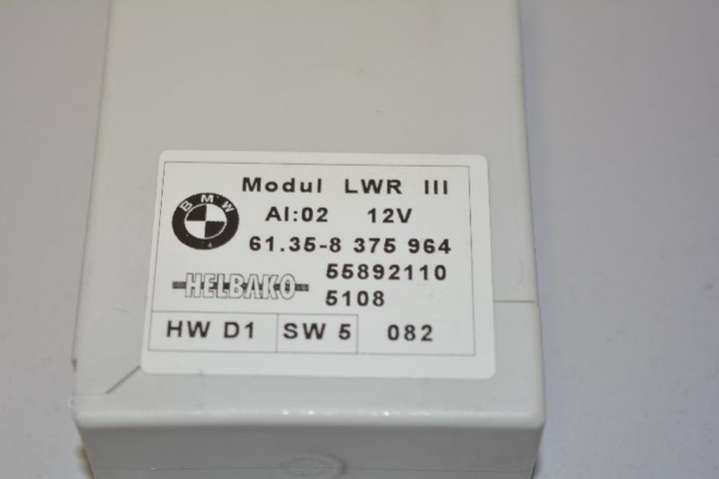 Modul LWR III
BMW
AI:02 12V
61.35-8 375 964
55892110
HELBAKO
5108
HW D1 SW 5 082